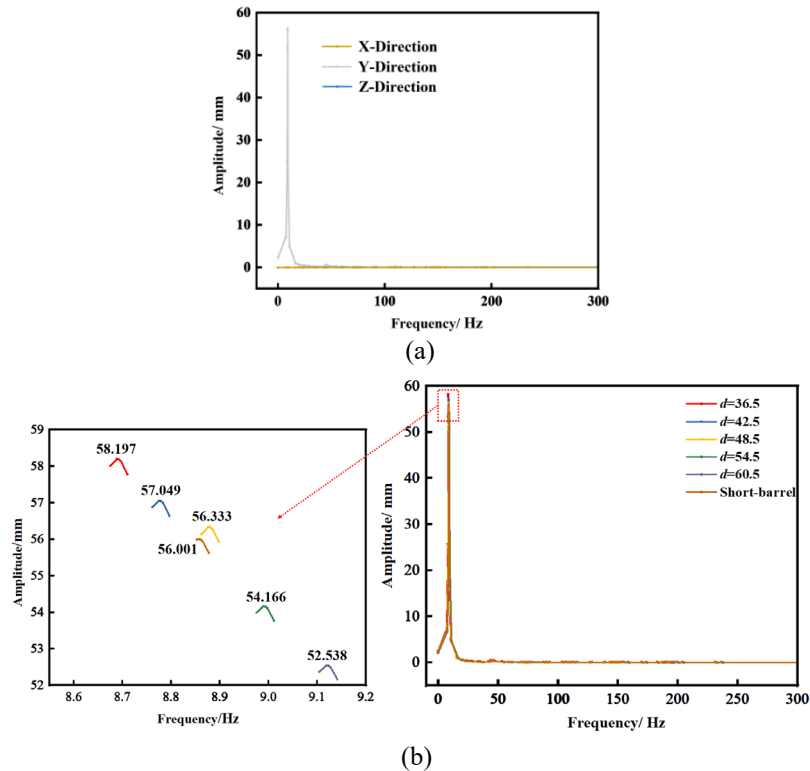 60
50
40
30
20
10
0
Amplitude/ mm
X-Direction
Y-Direction
Z-Direction
0 100 200 300
Frequency/ Hz
(a)
59
58
57
56
55
54
53
52
Amplitude/mm
58.197
57.049
56.333
56.001
54.166
52.538
8.6 8.7 8.8 8.9 9.0 9.1 9.2
Frequency/Hz
60
50
40
30
20
10
0
Amplitude/ mm
d=36.5
d=42.5
d=48.5
d=54.5
d=60.5
Short-barrel
0 50 100 150 200 250 300
Frequency/ Hz
(b)